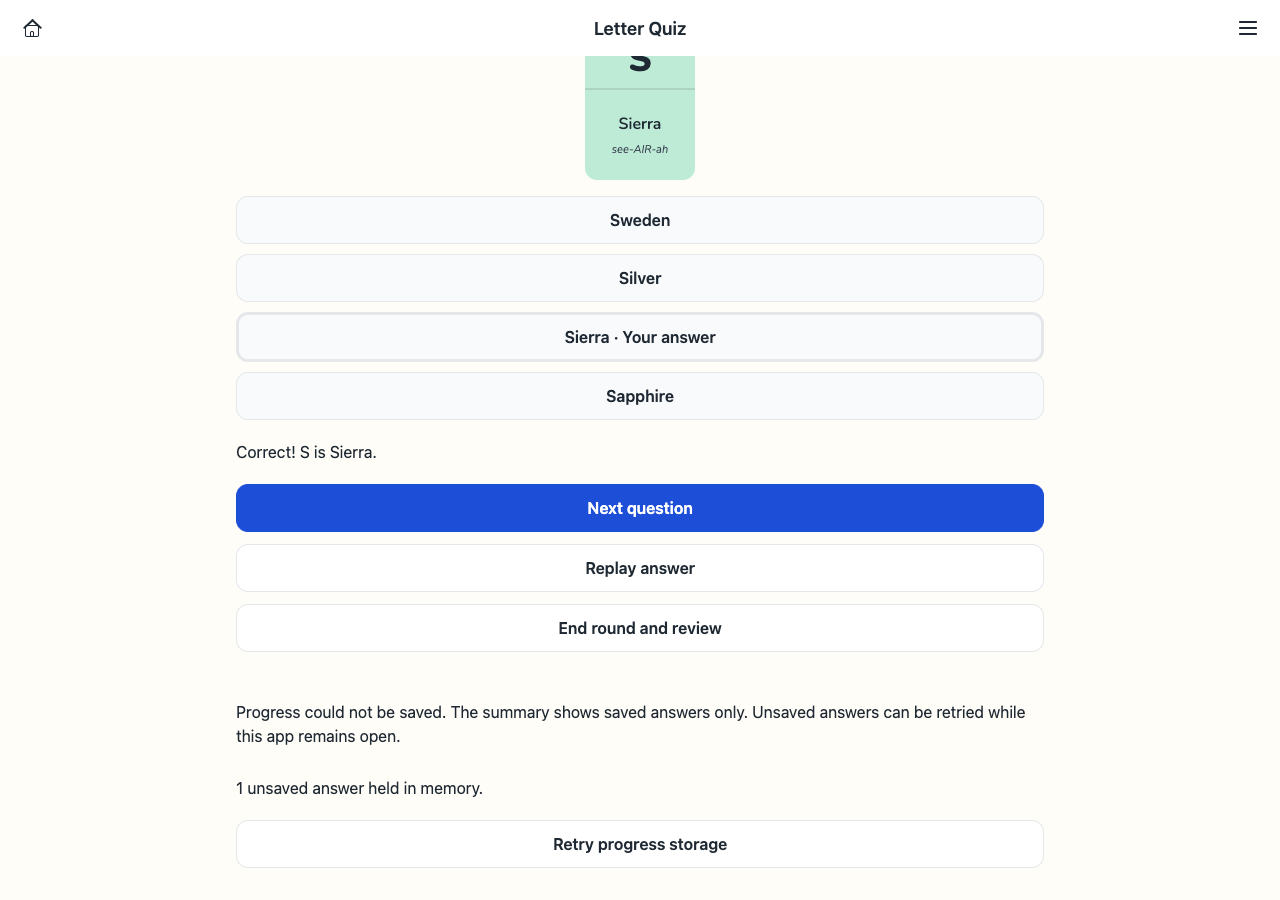 Letter Quiz
S
Sierra
see-AIR-ah
Sweden
Silver
Sierra · Your answer
Sapphire
Correct! S is Sierra.
Next question
Replay answer
End round and review
Progress could not be saved. The summary shows saved answers only. Unsaved answers can be retried while
this app remains open.
1 unsaved answer held in memory.
Retry progress storage